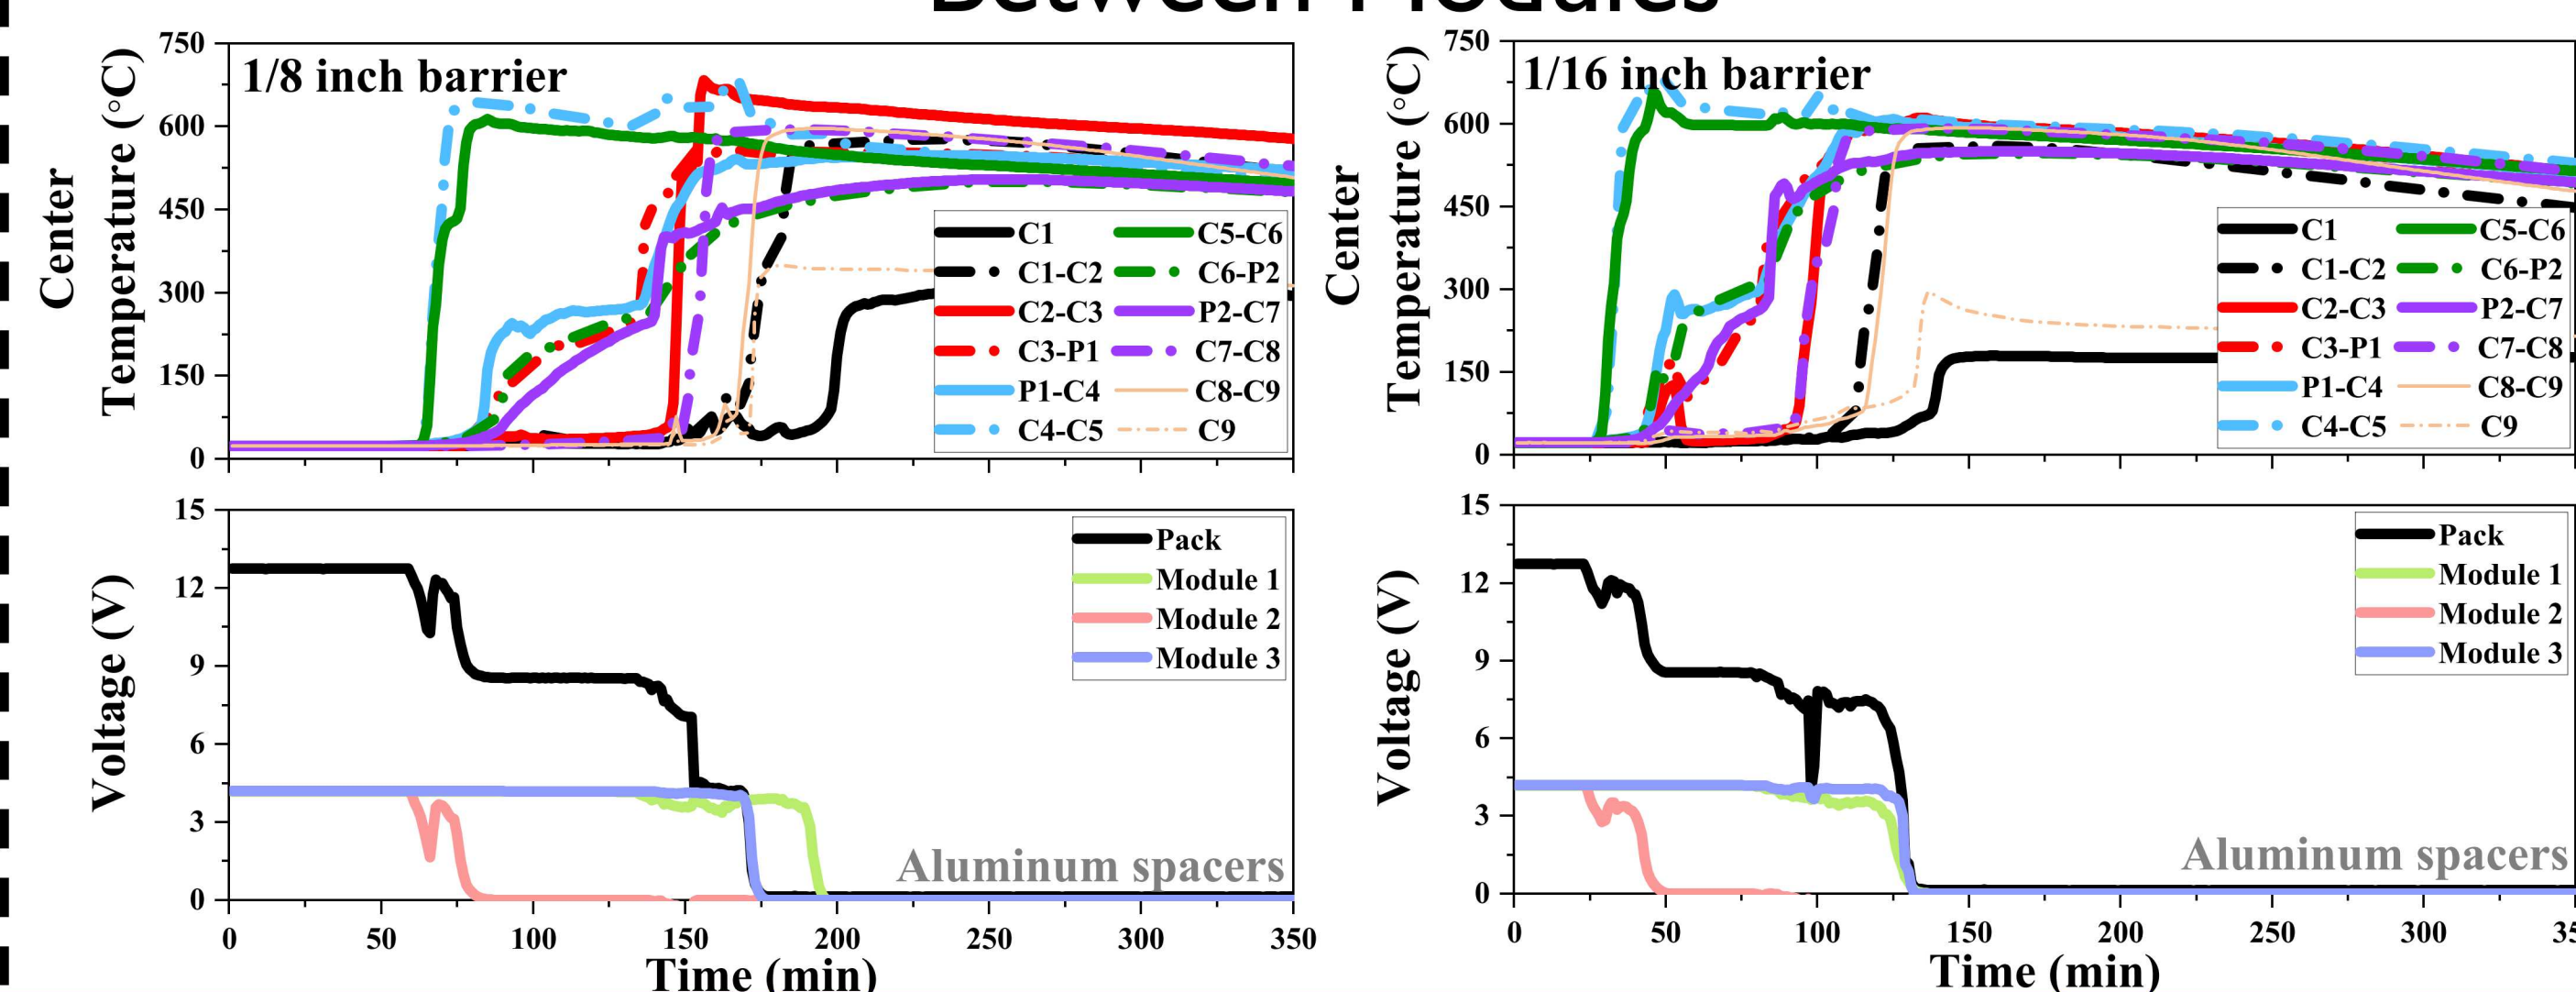 Between Modules
1/8 inch barrier
Center
Temperature (°C)
750
600
450
300
150
0
C1
C1-C2
C2-C3
C3-P1
P1-C4
C4-C5
C5-C6
C6-P2
P2-C7
C7-C8
C8-C9
C9
Voltage (V)
15
12
9
6
3
0
Pack
Module 1
Module 2
Module 3
Aluminum spacers
0 50 100 150 200 250 300 350
Time (min)
1/16 inch barrier
Center
Temperature (°C)
750
600
450
300
150
0
C1
C1-C2
C2-C3
C3-P1
P1-C4
C4-C5
C5-C6
C6-P2
P2-C7
C7-C8
C8-C9
C9
Voltage (V)
15
12
9
6
3
0
Pack
Module 1
Module 2
Module 3
Aluminum spacers
0 50 100 150 200 250 300 35
Time (min)